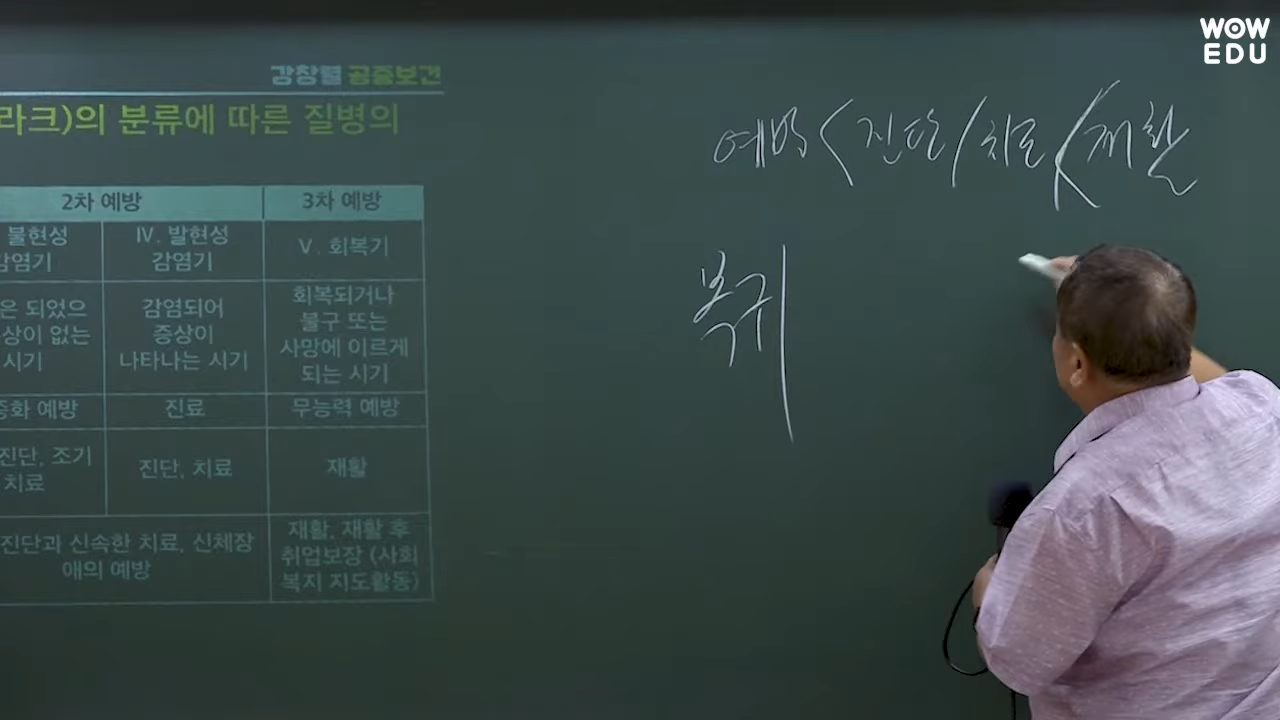 WOW
EDU
강창렬 공중보건
라크)의 분류에 따른 질병의
2차 예방 3차 예방
불현성 감염기
Ⅳ. 발현성 감염기
Ⅴ. 회복기
은 되었으
상이 없는
시기
감염되어
증상이
나타나는 시기
회복되거나
불구 또는
사망에 이르게
되는 시기
중화 예방 진료 무능력 예방
진단, 조기
치료
진단, 치료
재활
진단과 신속한 치료, 신체장
애의 예방
재활, 재활 후
취업보장 (사회
복지 지도활동)
예방 < 진단 / 치료 < 재활
복귀